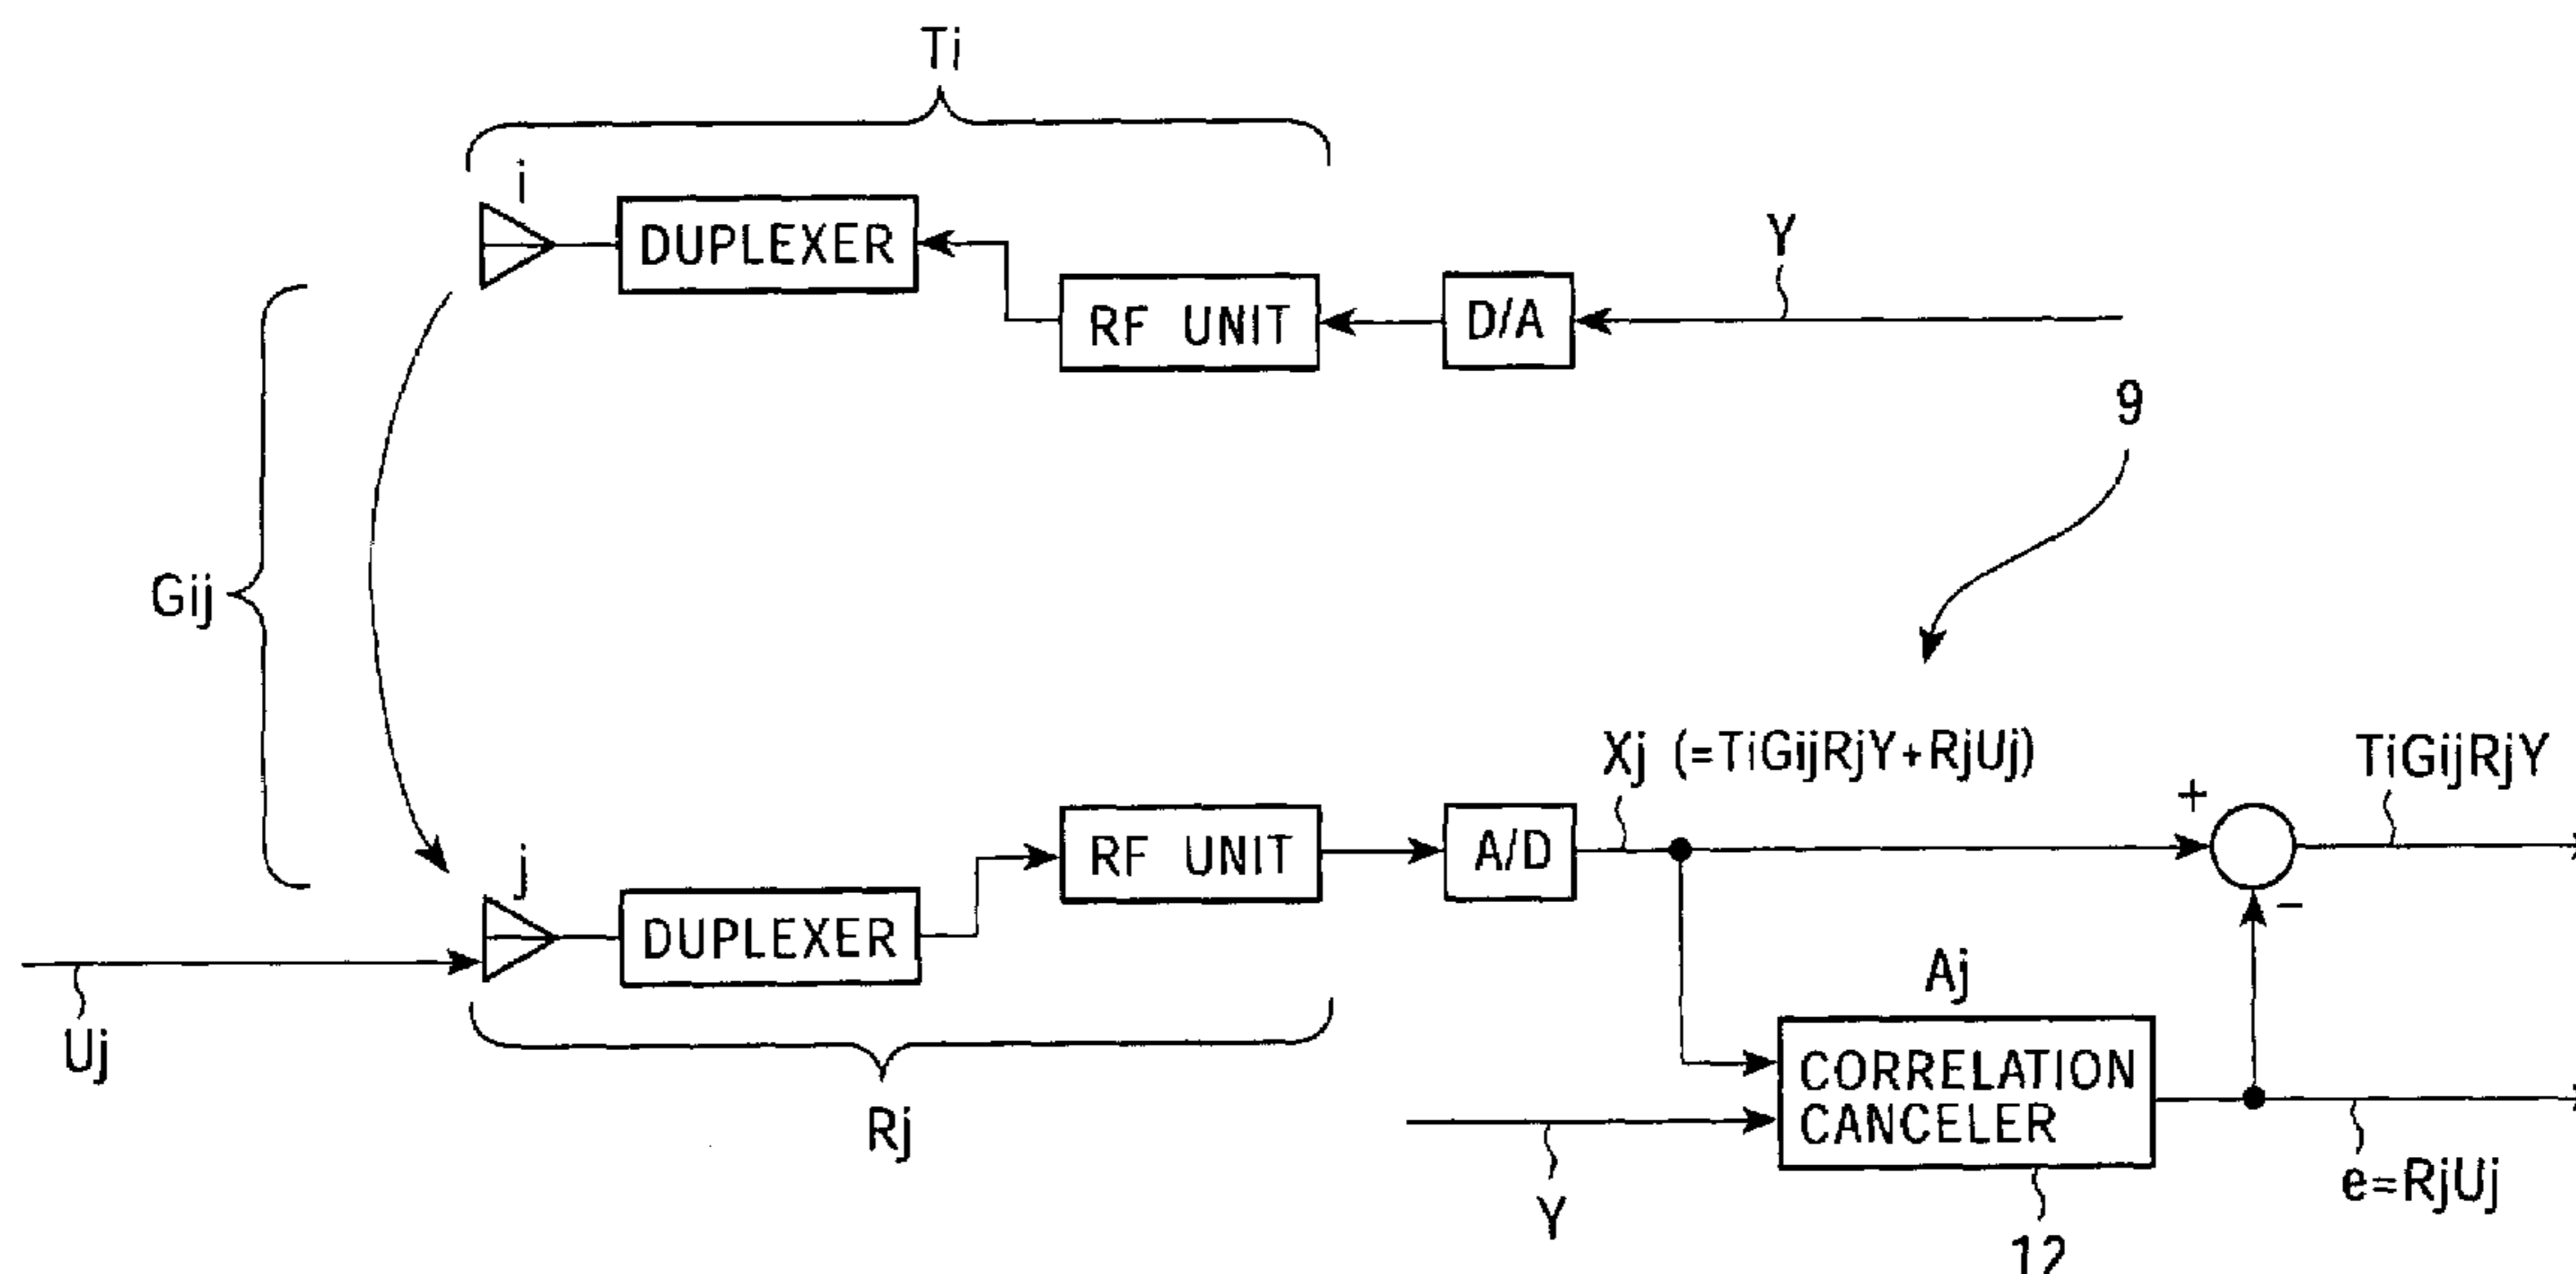 Ti
i
DUPLEXER
RF UNIT
D/A
Y
9
Gij
Xj (=TiGijRjY+RjUj)
TiGijRjY
+
j
RF UNIT
A/D
-
DUPLEXER
Aj
Uj
CORRELATION
CANCELER
Rj
Y
e=RjUj
12